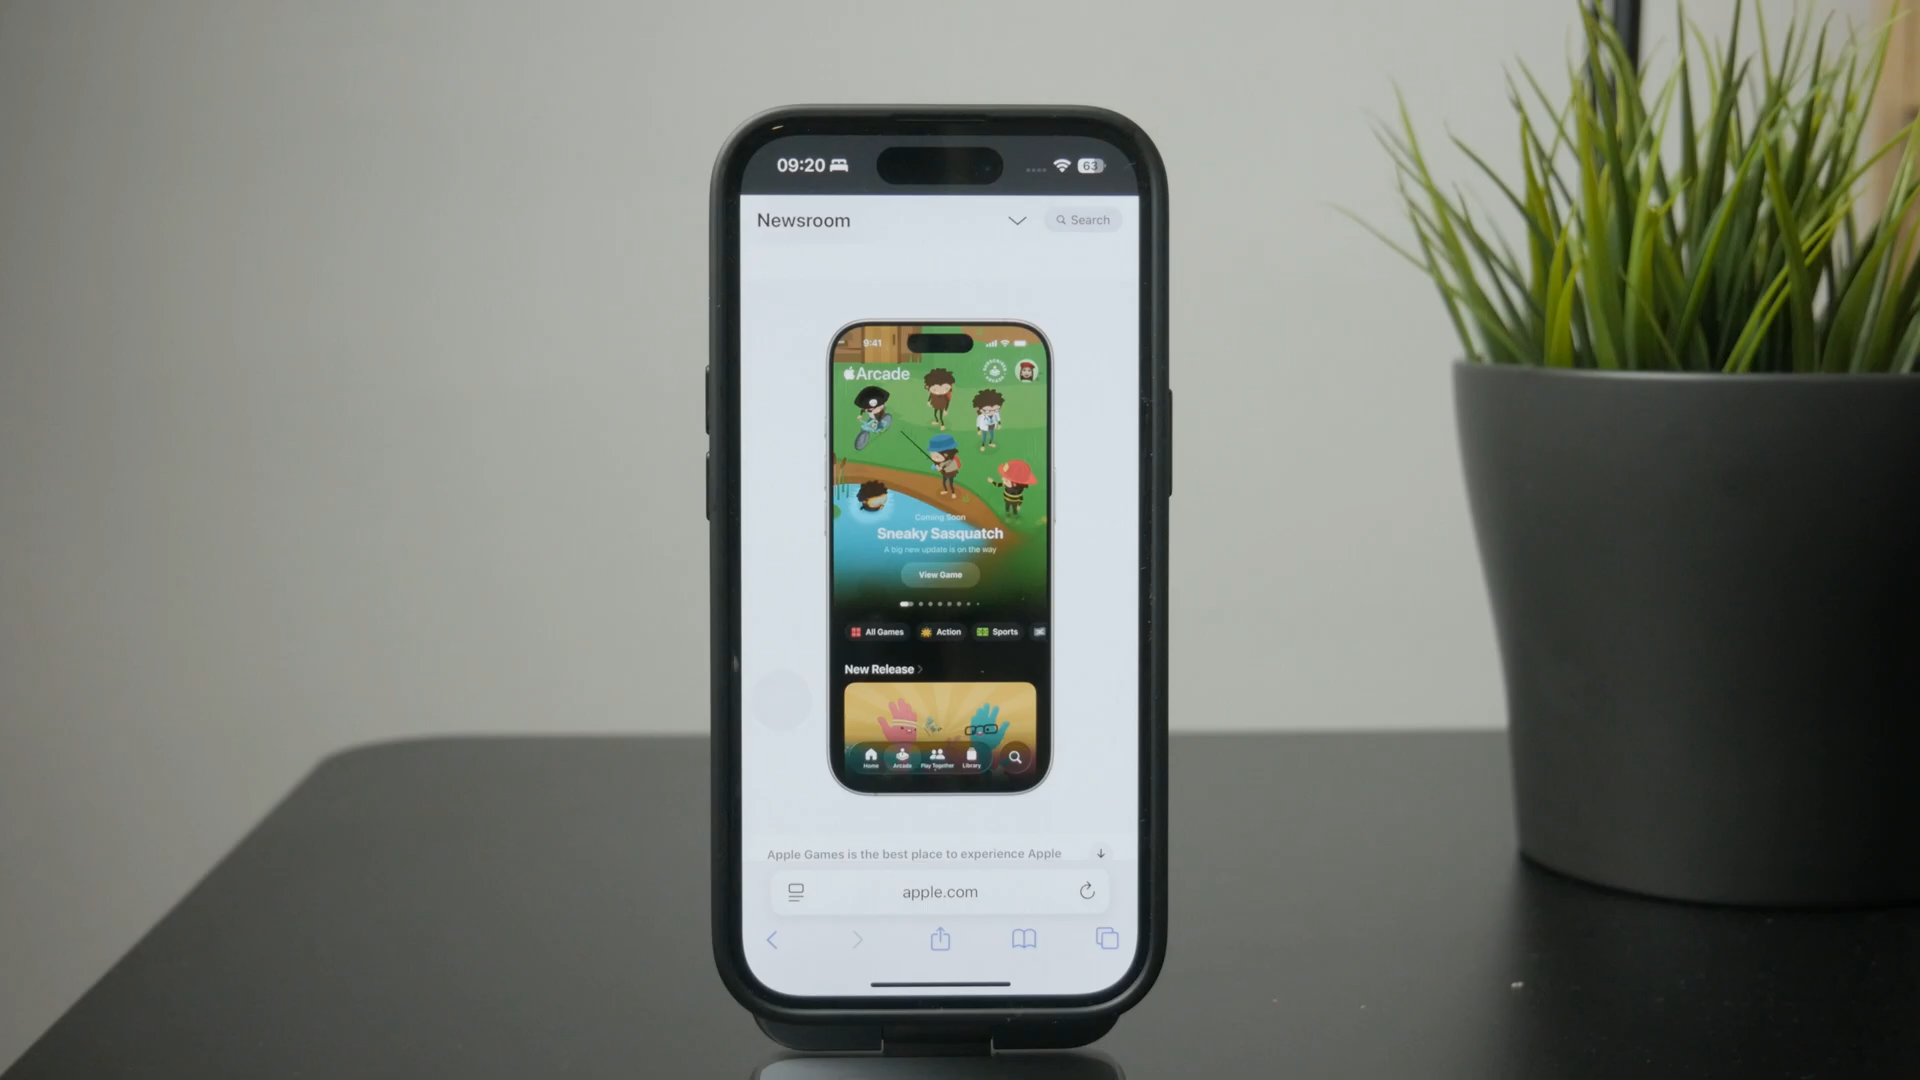 09:20
63
Newsroom
Search
9:41
Arcade
Coming Soon
Sneaky Sasquatch
A big new update is on the way
View Game
All Games
Action
Sports
New Release
Home
Arcade
Play Together
Library
Apple Games is the best place to experience Apple
apple.com